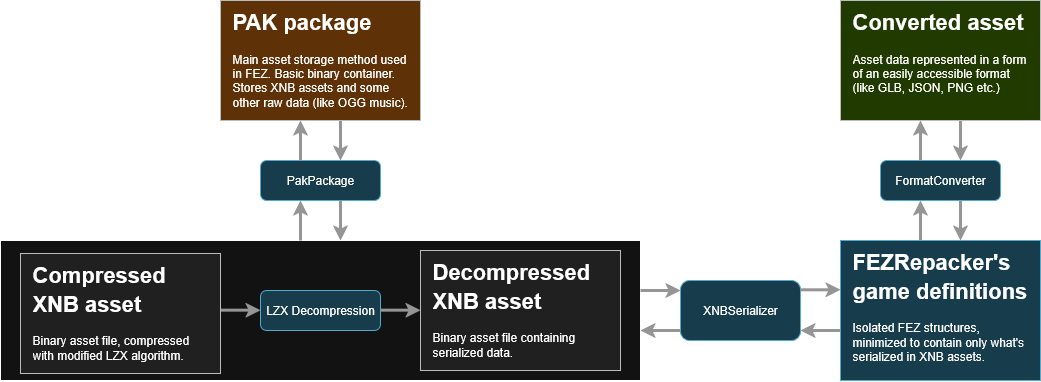 PAK package
Main asset storage method used
in FEZ. Basic binary container.
Stores XNB assets and some
other raw data (like OGG music).
Converted asset
Asset data represented in a form
of an easily accessible format
(like GLB, JSON, PNG etc.)
PakPackage
FormatConverter
Compressed
XNB asset
Binary asset file, compressed
with modified LZX algorithm.
LZX Decompression
Decompressed
XNB asset
Binary asset file containing
serialized data.
XNBSerializer
FEZRepacker's
game definitions
Isolated FEZ structures,
minimized to contain only what's
serialized in XNB assets.